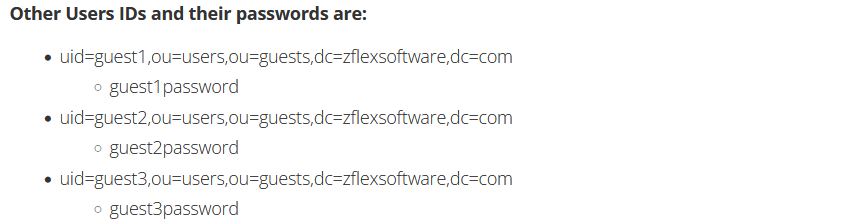 Other Users IDs and their passwords are:
uid=guest1,ou=users,ou=guests,dc=zflexsoftware,dc=com
guest1password
uid=guest2,ou=users,ou=guests,dc=zflexsoftware,dc=com
guest2password
uid=guest3,ou=users,ou=guests,dc=zflexsoftware,dc=com
guest3password